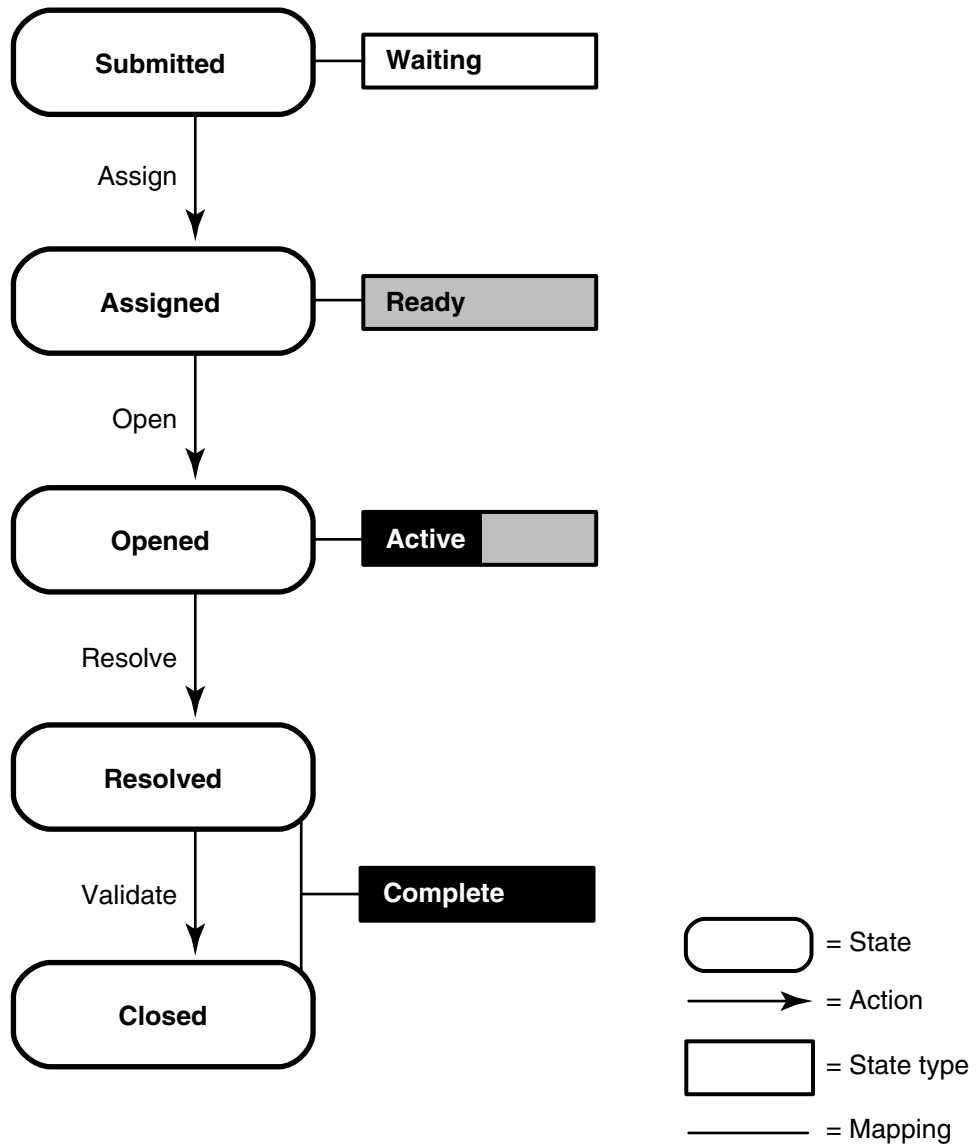 Submitted
Waiting
Assign
Assigned
Ready
Open
Opened
Active
Resolve
Resolved
Validate
Complete
Closed
= State
= Action
= State type
= Mapping